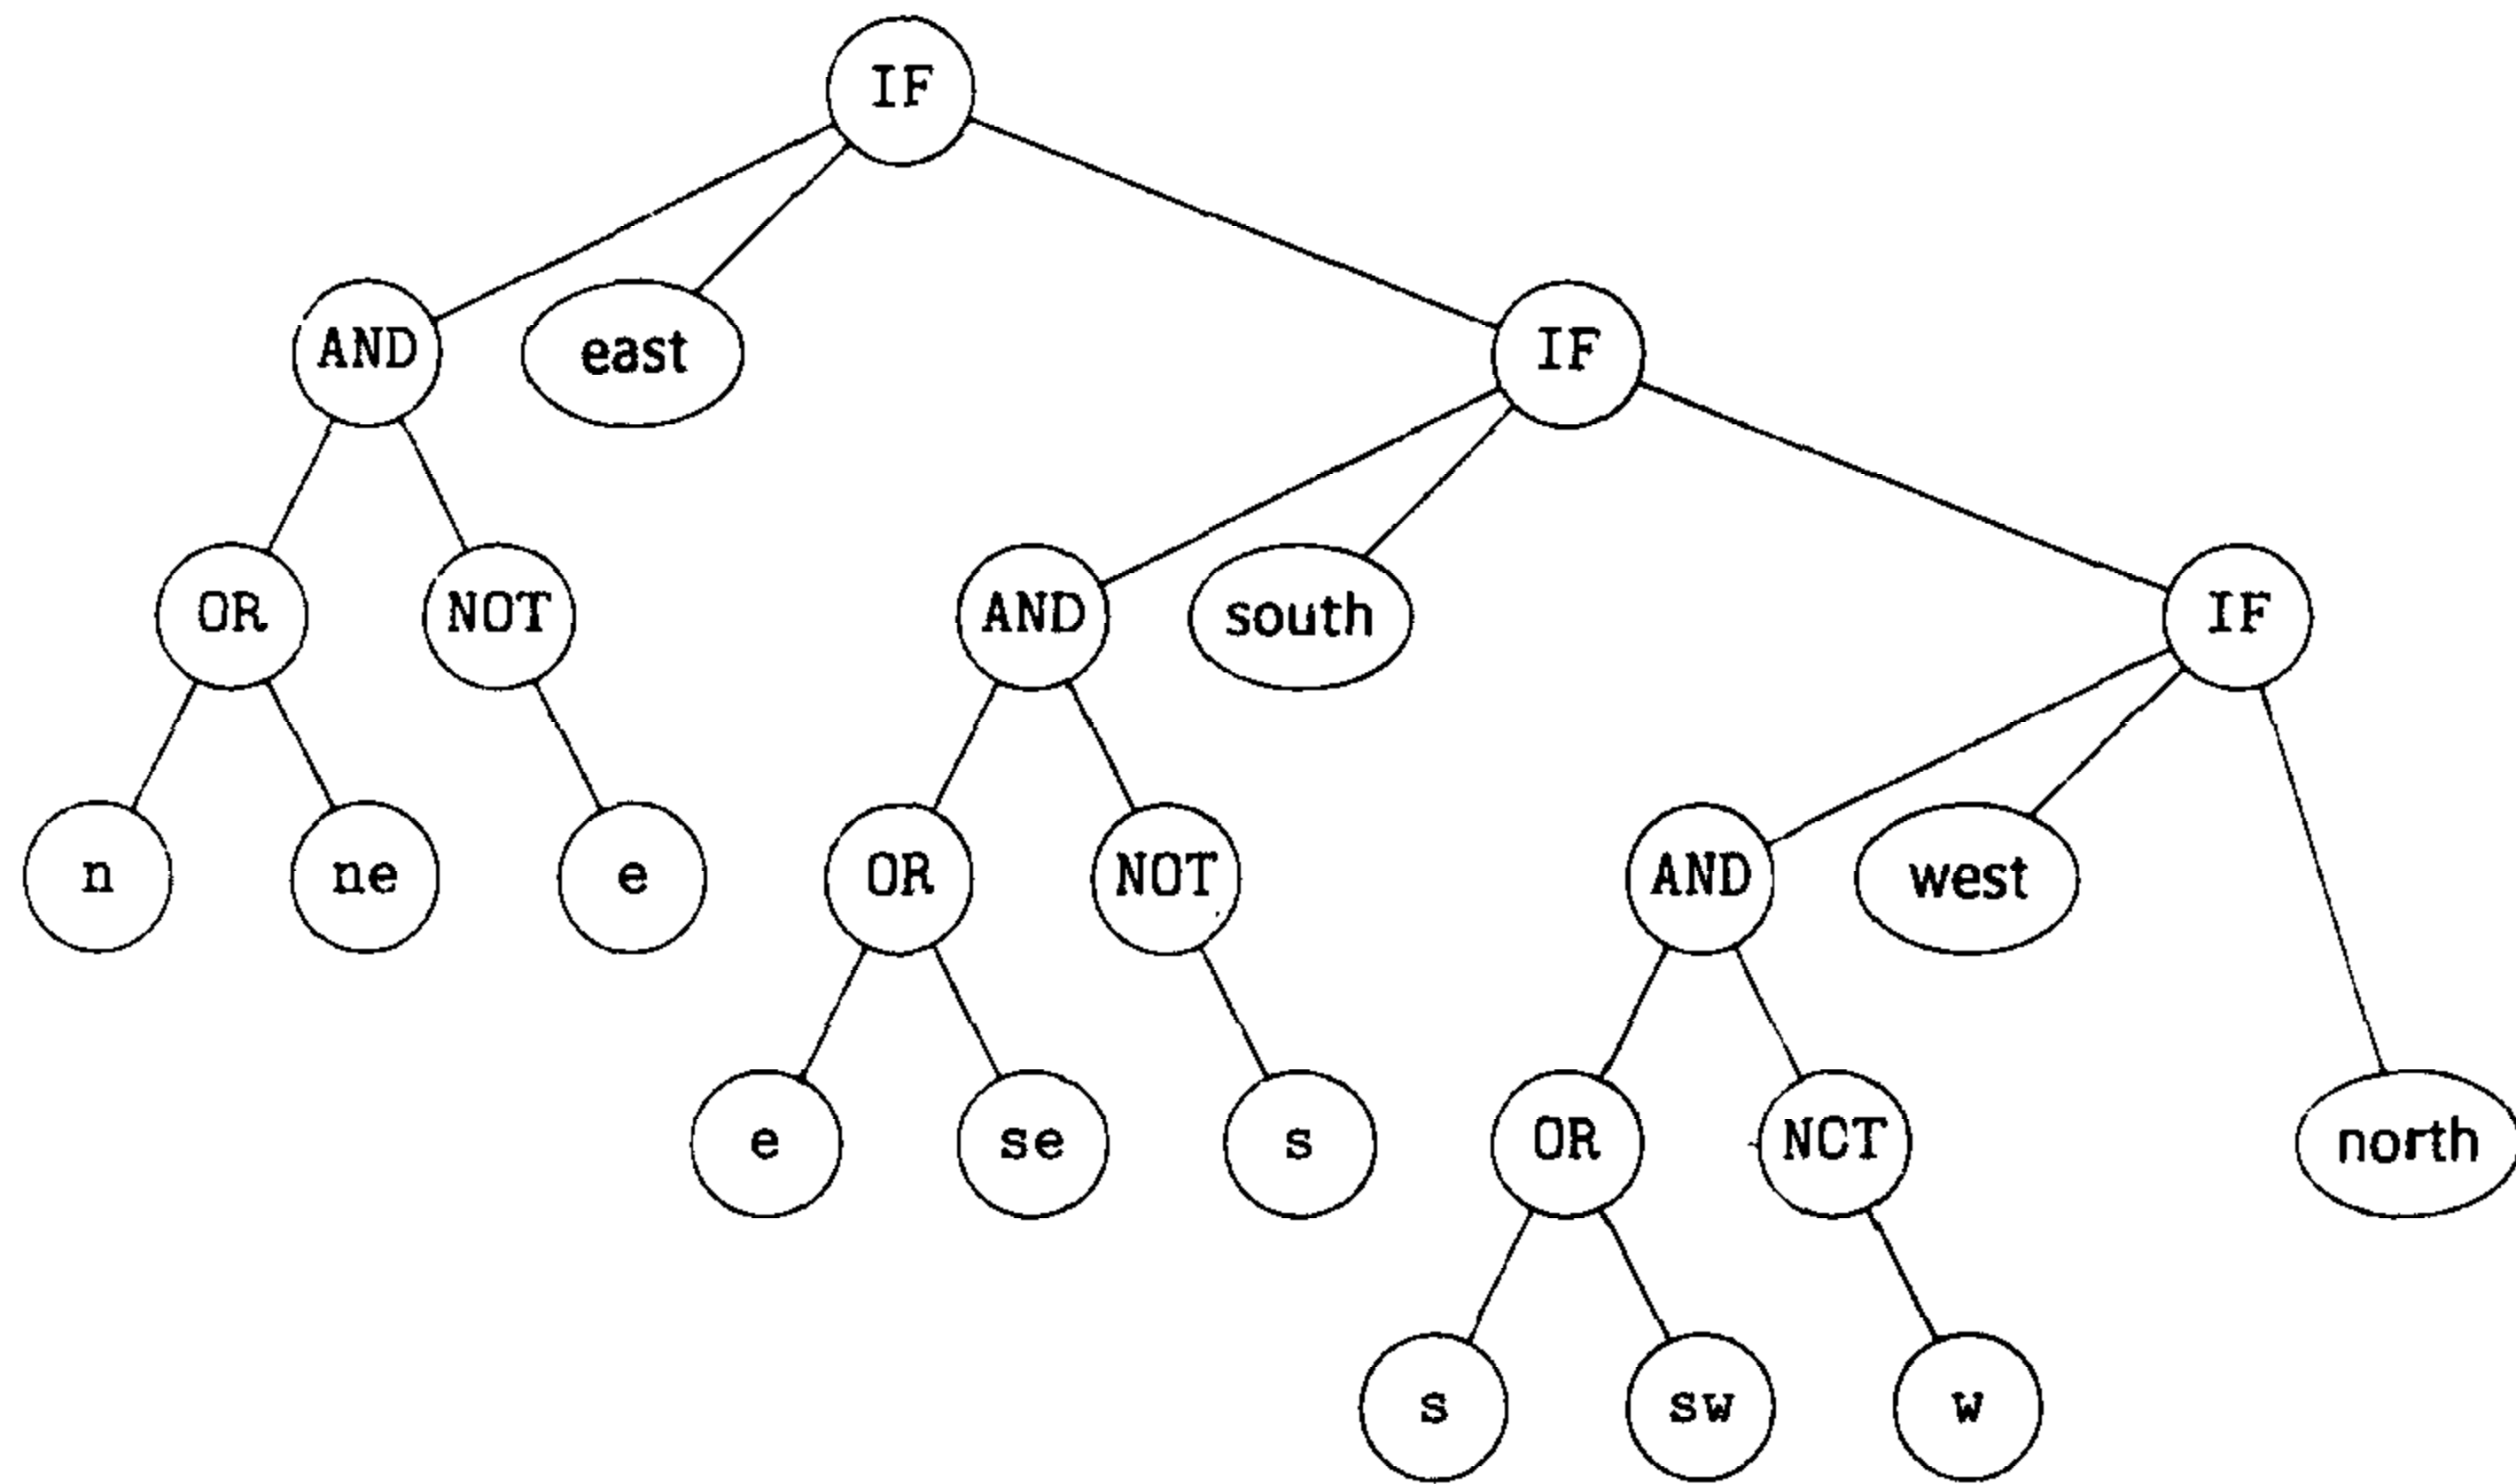 IF
AND east IF
OR NOT AND south IF
n ne e OR NOT AND west
e se s OR NCT north
s sw w